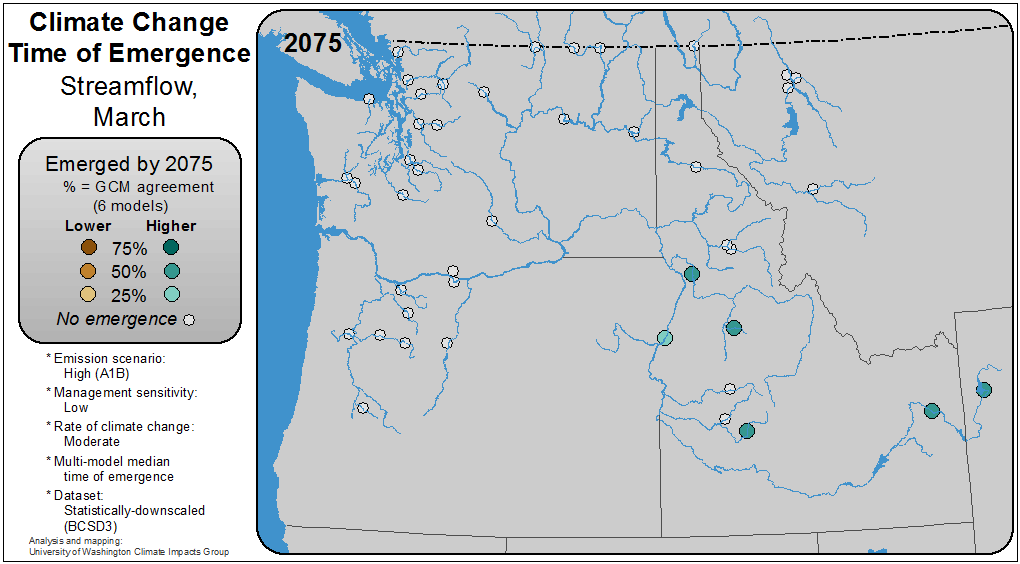 Climate Change
Time of Emergence
Streamflow,
March
Emerged by 2075
% = GCM agreement
(6 models)
Lower Higher
75%
50%
25%
No emergence
* Emission scenario:
High (A1B)
* Management sensitivity:
Low
* Rate of climate change:
Moderate
* Multi-model median
time of emergence
* Dataset:
Statistically-downscaled
(BCSD3)
Analysis and mapping:
University of Washington Climate Impacts Group
2075